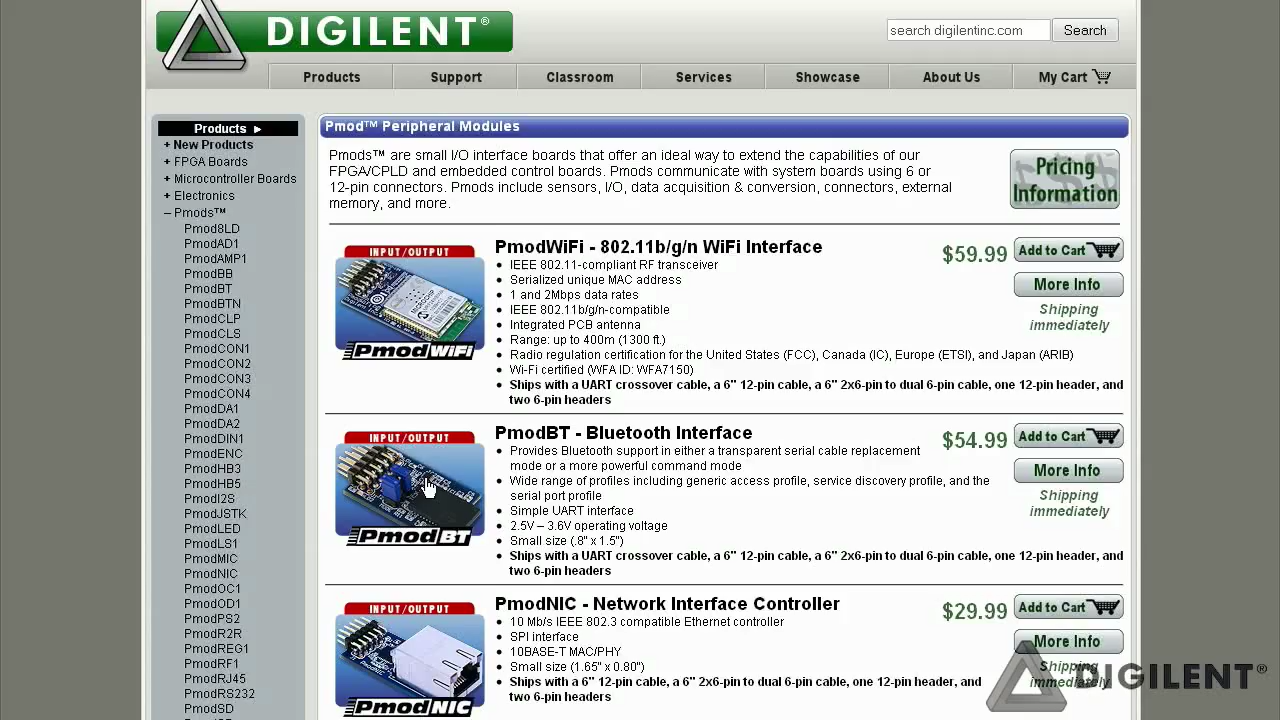 DIGILENT®
search digilentinc.com
Search
Products
Support
Classroom
Services
Showcase
About Us
My Cart
Products ►
+ New Products
+ FPGA Boards
+ Microcontroller Boards
+ Electronics
– Pmods™
Pmod8LD
PmodAD1
PmodAMP1
PmodBB
PmodBT
PmodBTN
PmodCLP
PmodCLS
PmodCON1
PmodCON2
PmodCON3
PmodCON4
PmodDA1
PmodDA2
PmodDIN1
PmodENC
PmodHB3
PmodHB5
PmodI2S
PmodJSTK
PmodLED
PmodLS1
PmodMIC
PmodNIC
PmodOC1
PmodOD1
PmodPS2
PmodR2R
PmodREG1
PmodRF1
PmodRJ45
PmodRS232
PmodSD
Pmod™ Peripheral Modules
Pmods™ are small I/O interface boards that offer an ideal way to extend the capabilities of our
FPGA/CPLD and embedded control boards. Pmods communicate with system boards using 6 or
12-pin connectors. Pmods include sensors, I/O, data acquisition & conversion, connectors, external
memory, and more.
Pricing
Information
INPUT/OUTPUT
PmodWiFi
PmodWiFi - 802.11b/g/n WiFi Interface
• IEEE 802.11-compliant RF transceiver
• Serialized unique MAC address
• 1 and 2Mbps data rates
• IEEE 802.11b/g/n-compatible
• Integrated PCB antenna
• Range: up to 400m (1300 ft.)
• Radio regulation certification for the United States (FCC), Canada (IC), Europe (ETSI), and Japan (ARIB)
• Wi-Fi certified (WFA ID: WFA7150)
• Ships with a UART crossover cable, a 6" 12-pin cable, a 6" 2x6-pin to dual 6-pin cable, one 12-pin header, and
two 6-pin headers
$59.99
Add to Cart
More Info
Shipping
immediately
INPUT/OUTPUT
PmodBT
PmodBT - Bluetooth Interface
• Provides Bluetooth support in either a transparent serial cable replacement
mode or a more powerful command mode
• Wide range of profiles including generic access profile, service discovery profile, and the
serial port profile
• Simple UART interface
• 2.5V – 3.6V operating voltage
• Small size (.8" x 1.5")
• Ships with a UART crossover cable, a 6" 12-pin cable, a 6" 2x6-pin to dual 6-pin cable, one 12-pin header, and
two 6-pin headers
$54.99
Add to Cart
More Info
Shipping
immediately
INPUT/OUTPUT
PmodNIC
PmodNIC - Network Interface Controller
• 10 Mb/s IEEE 802.3 compatible Ethernet controller
• SPI interface
• 10BASE-T MAC/PHY
• Small size (1.65" x 0.80")
• Ships with a 6" 12-pin cable, a 6" 2x6-pin to dual 6-pin cable, one 12-pin header, and
two 6-pin headers
$29.99
Add to Cart
More Info
Shipping
immediately
DIGILENT®